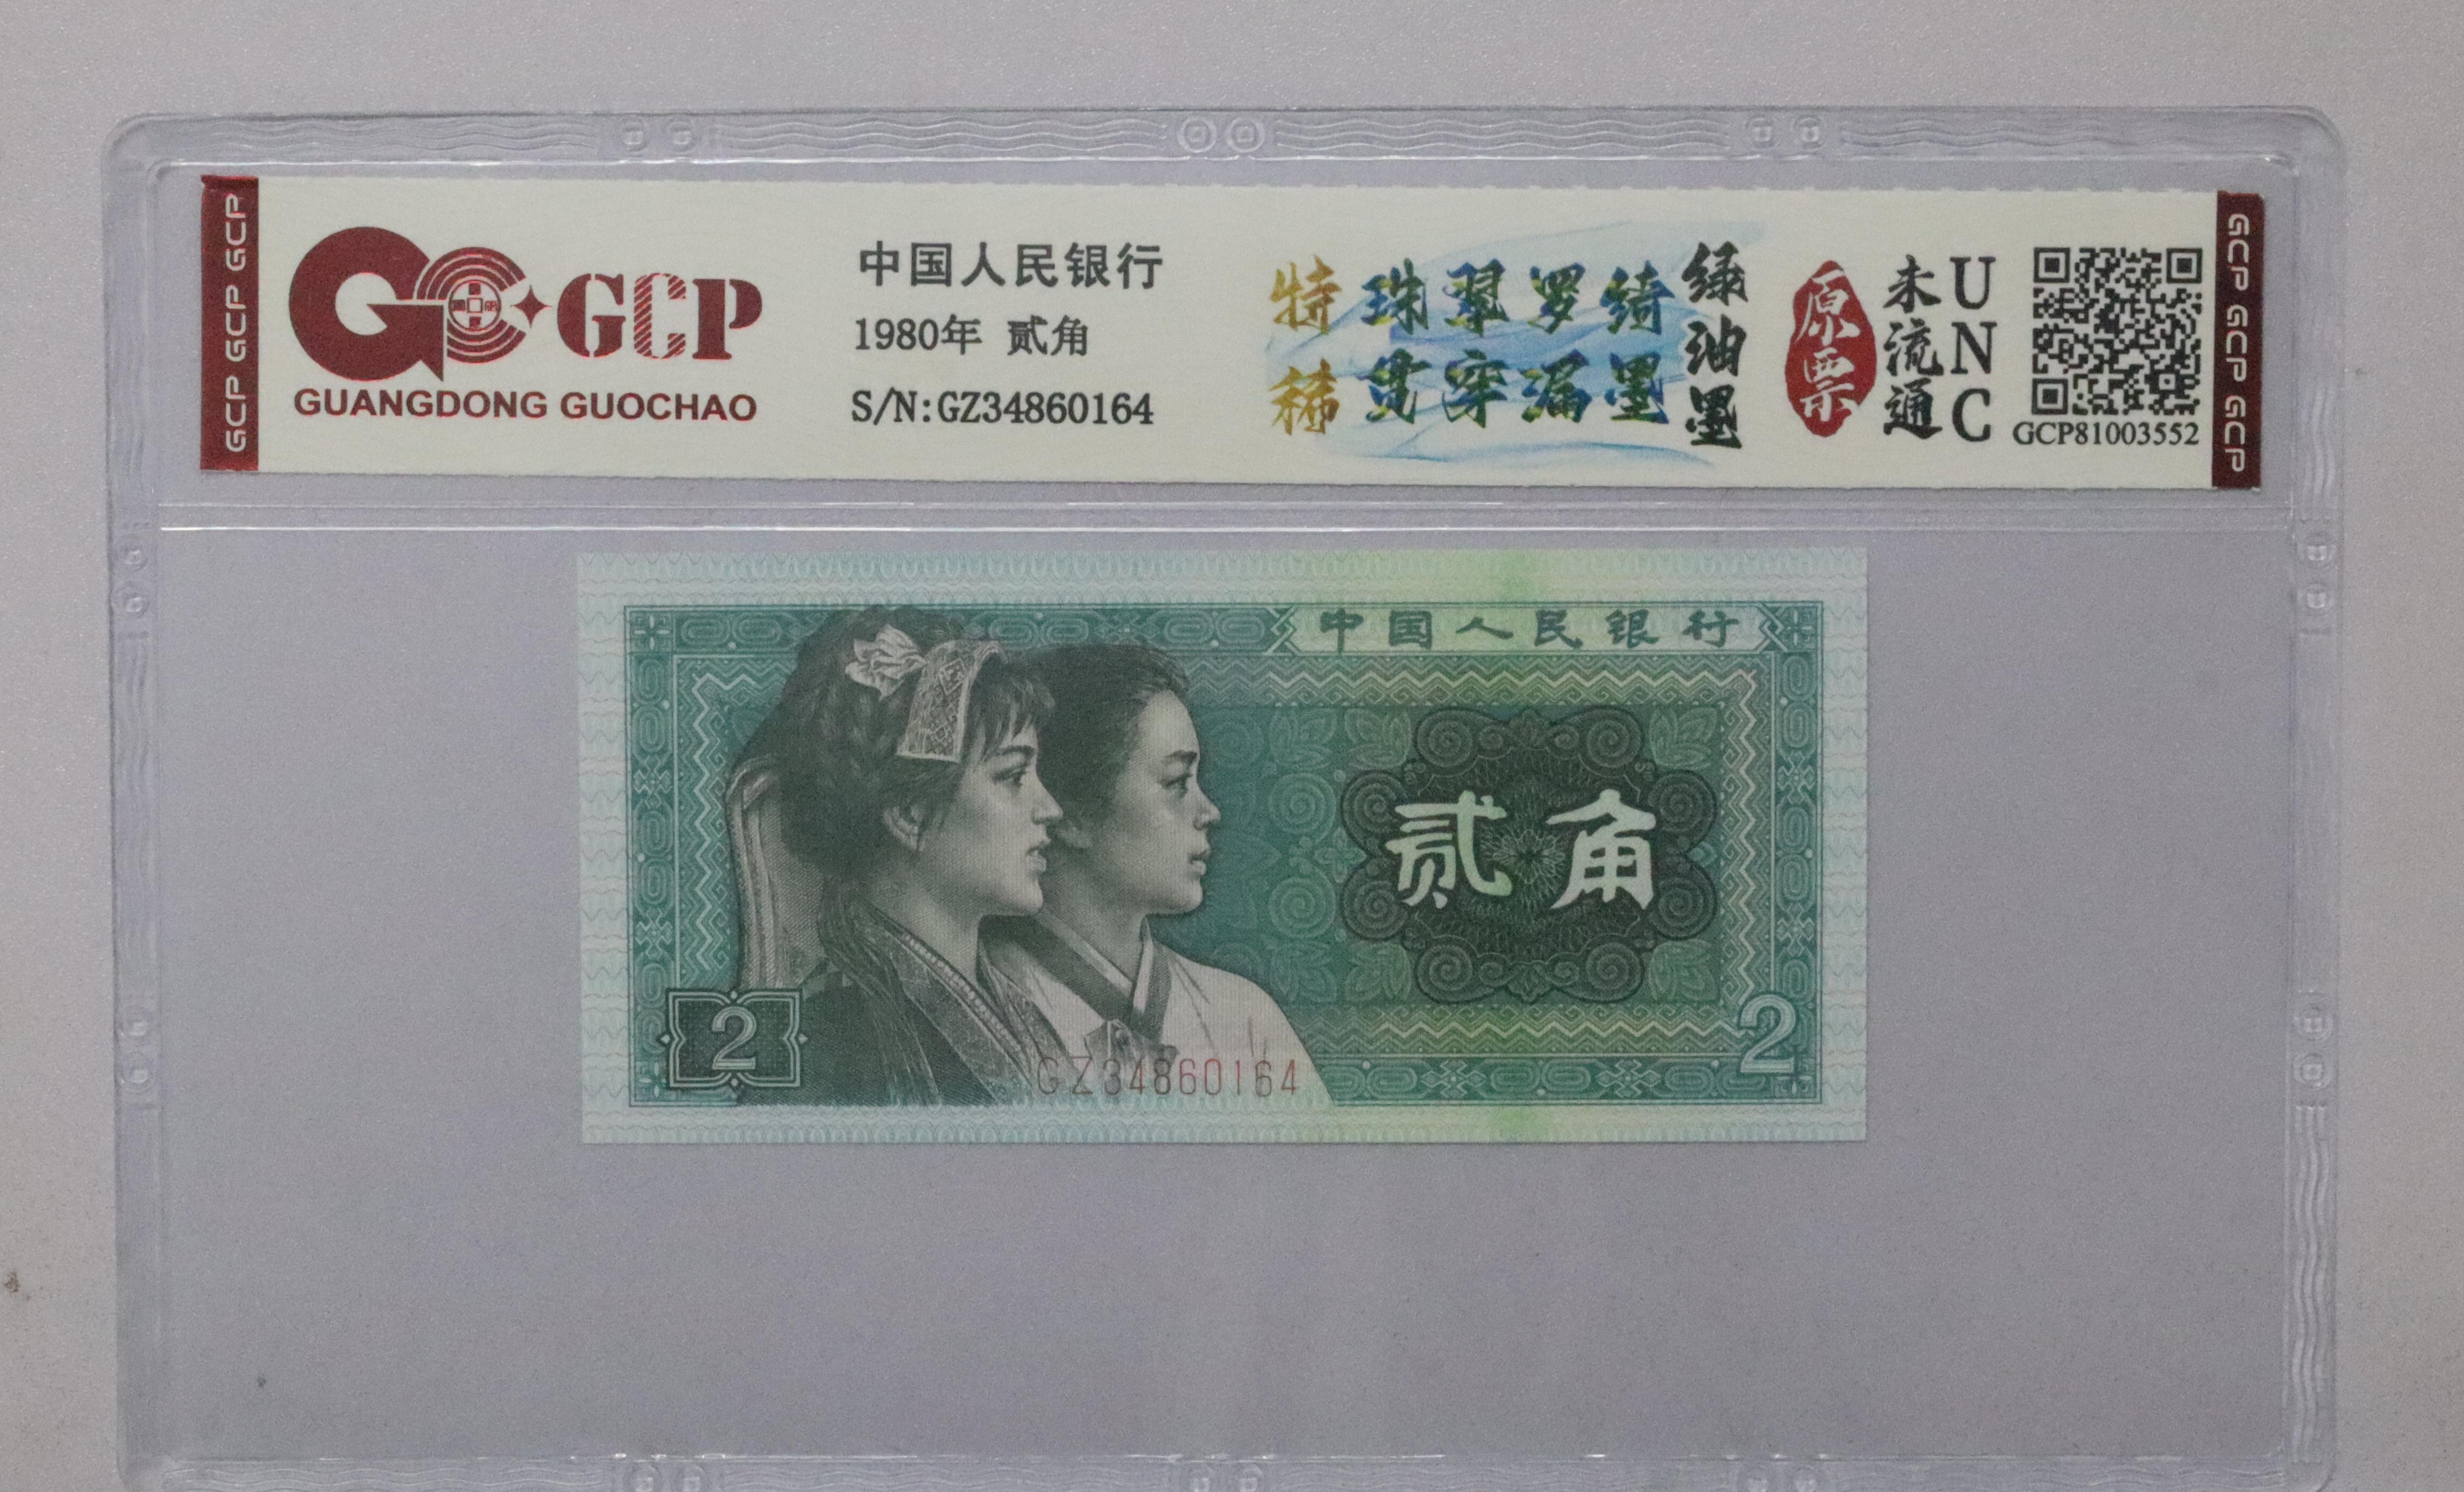 GCP GCP GCP
GCP
GUANGDONG GUOCHAO
中国人民银行
1980年 贰角
S/N:GZ34860164
特稀
珠翠罗绮
贯穿漏墨
绿油墨
原票
未流通
UNC
GCP81003552
GCP GCP GCP
中国人民银行
贰角
2
GZ34860164
2